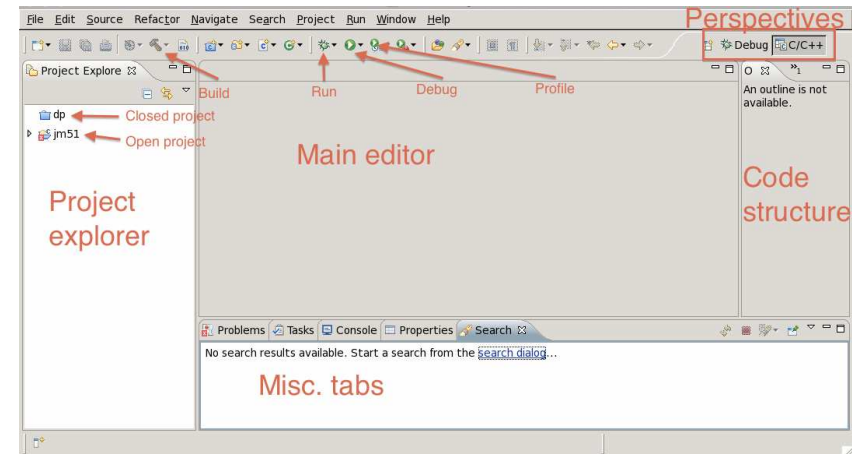 File Edit Source Refactor Navigate Search Project Run Window Help
Perspectives
Debug C/C++
Project Explore
O
»1
Build
Run
Debug
Profile
An outline is not
available.
dp
Closed project
jm51
Open project
Main editor
Project
explorer
Code
structure
Problems Tasks Console Properties Search
No search results available. Start a search from the search dialog...
Misc. tabs